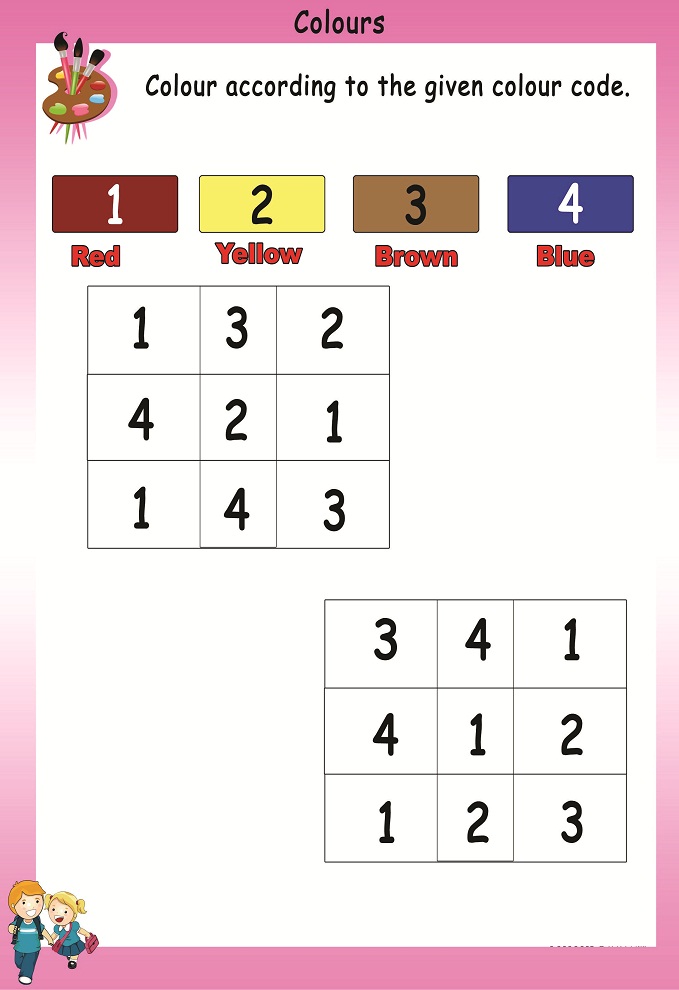 Colours
Colour according to the given colour code.
1 2 3 4
Red Yellow Brown Blue
1 3 2
4 2 1
1 4 3
3 4 1
4 1 2
1 2 3